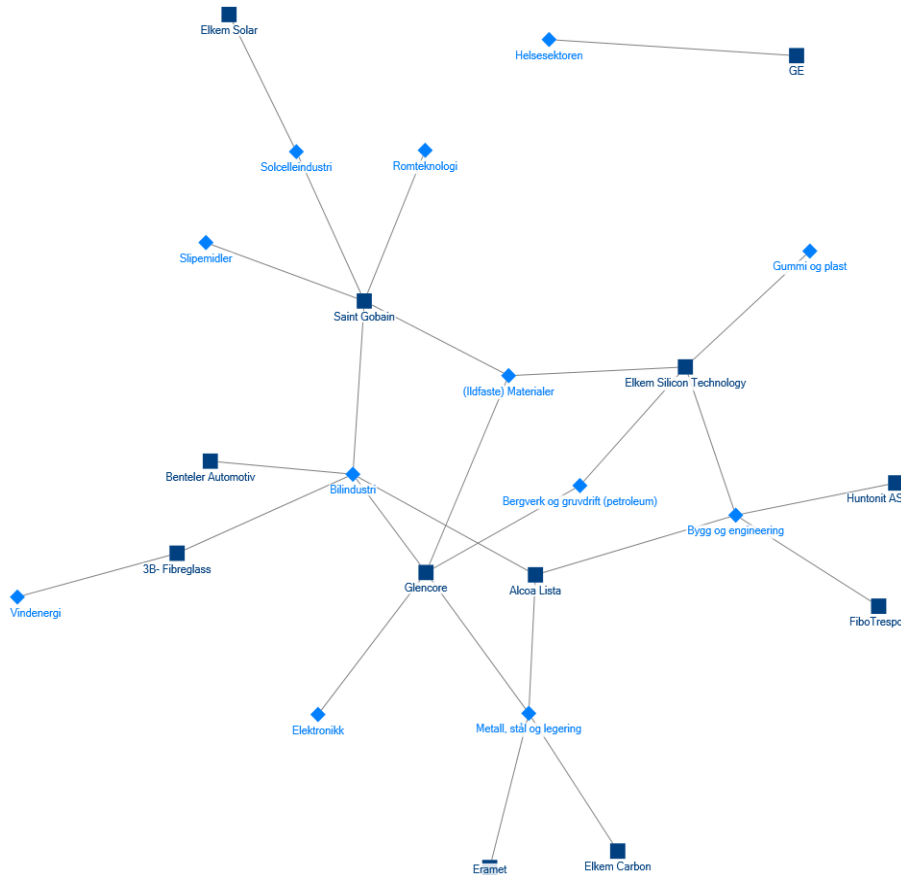 Elkem Solar
Helsesektoren
GE
Solcelleindustri
Romteknologi
Slipemidler
Gummi og plast
Saint Gobain
(Ildfaste) Materialer
Elkem Silicon Technology
Benteler Automotiv
Bilindustri
Bergverk og gruvdrift (petroleum)
Huntonit AS
Bygg og engineering
3B- Fibreglass
Glencore
Alcoa Lista
Vindenergi
FiboTrespo
Elektronikk
Metall, stål og legering
Eramet
Elkem Carbon